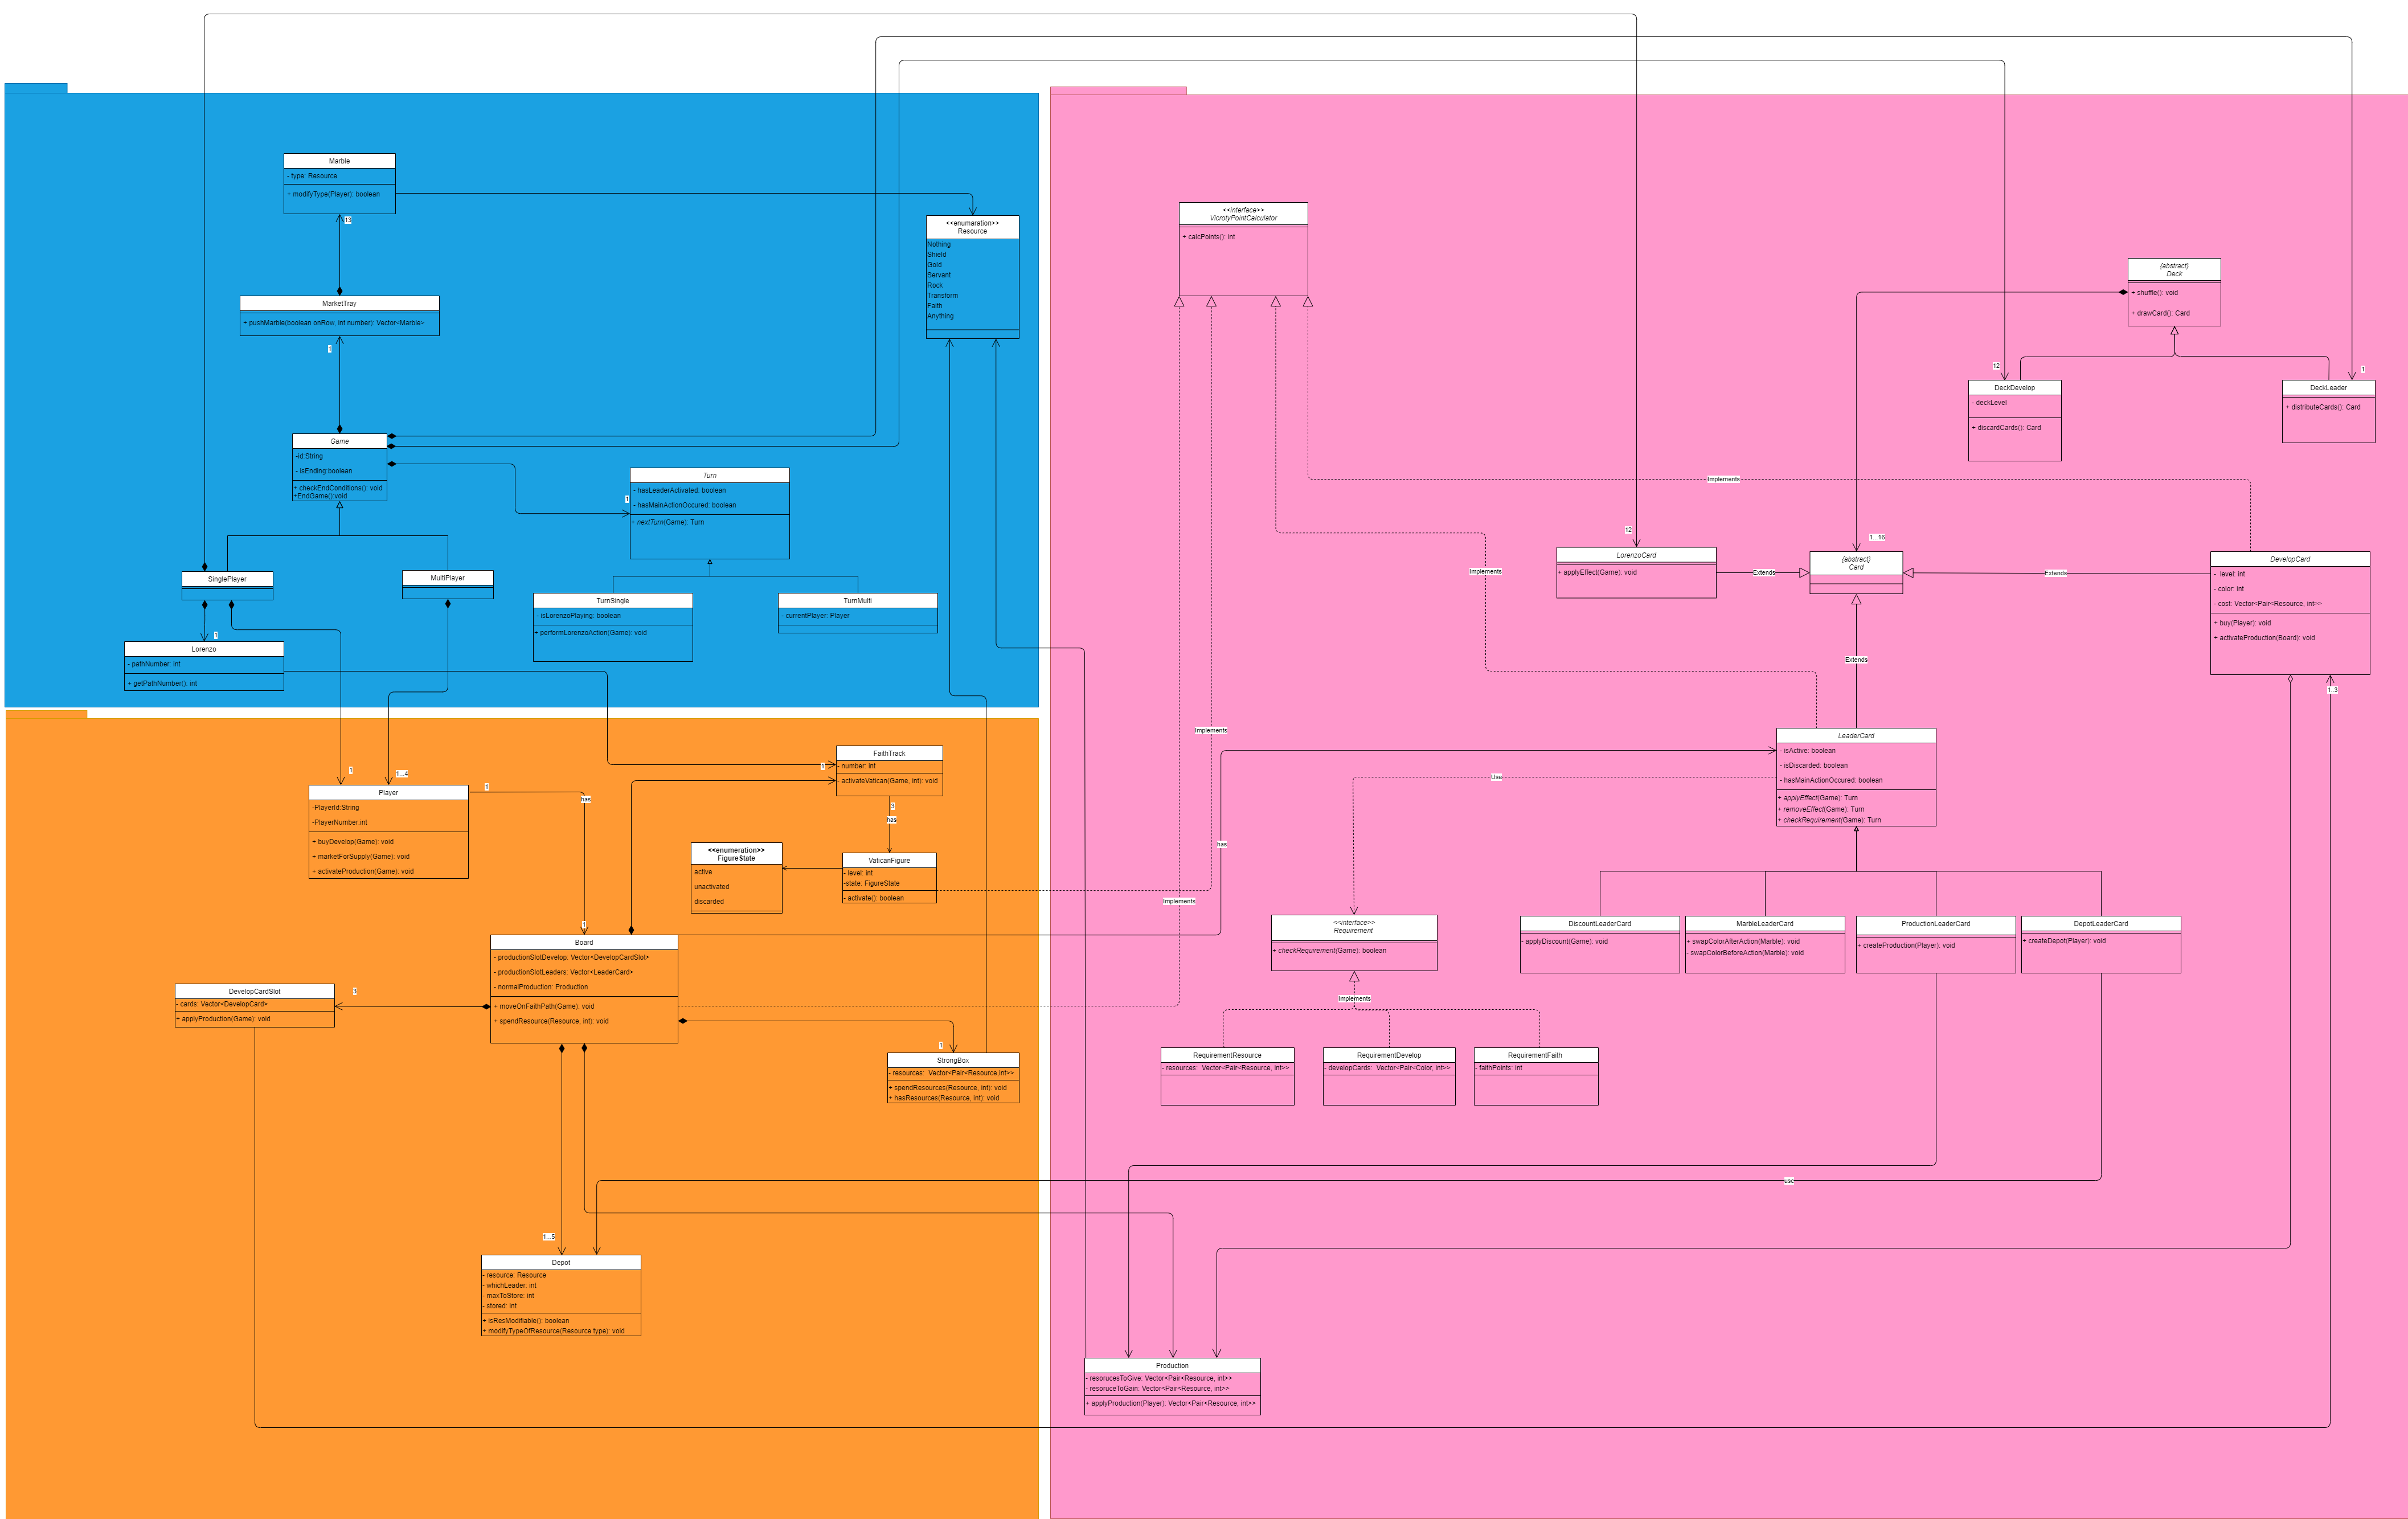 Marble
- type: Resource
+ modifyType(Player): boolean
13
MarketTray
+ pushMarble(boolean onRow, int number): Vector<Marble>
1
<<enumaration>>
Resource
Nothing
Shield
Gold
Servant
Rock
Transform
Faith
Anything
Game
-id:String
- isEnding:boolean
+ checkEndConditions(): void
+EndGame():void
Turn
- hasLeaderActivated: boolean
- hasMainActionOccured: boolean
+ nextTurn(Game): Turn
1
SinglePlayer
MultiPlayer
TurnSingle
- isLorenzoPlaying: boolean
+ performLorenzoAction(Game): void
TurnMulti
- currentPlayer: Player
1
Lorenzo
- pathNumber: int
+ getPathNumber(): int
<<interface>>
VicrotyPointCalculator
+ calcPoints(): int
{abstract}
Deck
+ shuffle(): void
+ drawCard(): Card
12
DeckDevelop
- deckLevel
+ discardCards(): Card
1
DeckLeader
+ distributeCards(): Card
Implements
12
LorenzoCard
+ applyEffect(Game): void
Extends
1...16
{abstract}
Card
Extends
DevelopCard
- level: int
- color: int
- cost: Vector<Pair<Resource, int>>
+ buy(Player): void
+ activateProduction(Board): void
1..3
Implements
Extends
Implements
LeaderCard
- isActive: boolean
- isDiscarded: boolean
- hasMainActionOccured: boolean
+ applyEffect(Game): Turn
+ removeEffect(Game): Turn
+ checkRequirement(Game): Turn
Use
has
Implements
1
1...4
Player
-PlayerId:String
-PlayerNumber:int
+ buyDevelop(Game): void
+ marketForSupply(Game): void
+ activateProduction(Game): void
1
has
1
1
FaithTrack
- number: int
- activateVatican(Game, int): void
3
has
<<enumeration>>
FigureState
active
unactivated
discarded
VaticanFigure
- level: int
-state: FigureState
- activate(): boolean
Board
- productionSlotDevelop: Vector<DevelopCardSlot>
- productionSlotLeaders: Vector<LeaderCard>
- normalProduction: Production
+ moveOnFaithPath(Game): void
+ spendResource(Resource, int): void
3
DevelopCardSlot
- cards: Vector<DevelopCard>
+ applyProduction(Game): void
1
StrongBox
- resources: Vector<Pair<Resource,int>>
+ spendResources(Resource, int): void
+ hasResources(Resource, int): void
<<interface>>
Requirement
+ checkRequirement(Game): boolean
Implements
DiscountLeaderCard
- applyDiscount(Game): void
MarbleLeaderCard
+ swapColorAfterAction(Marble): void
- swapColorBeforeAction(Marble): void
ProductionLeaderCard
+ createProduction(Player): void
DepotLeaderCard
+ createDepot(Player): void
RequirementResource
- resources: Vector<Pair<Resource, int>>
RequirementDevelop
- developCards: Vector<Pair<Color, int>>
RequirementFaith
- faithPoints: int
use
1...5
Depot
- resource: Resource
- whichLeader: int
- maxToStore: int
- stored: int
+ isResModifiable(): boolean
+ modifyTypeOfResource(Resource type): void
Production
- resorucesToGive: Vector<Pair<Resource, int>>
- resoruceToGain: Vector<Pair<Resource, int>>
+ applyProduction(Player): Vector<Pair<Resource, int>>